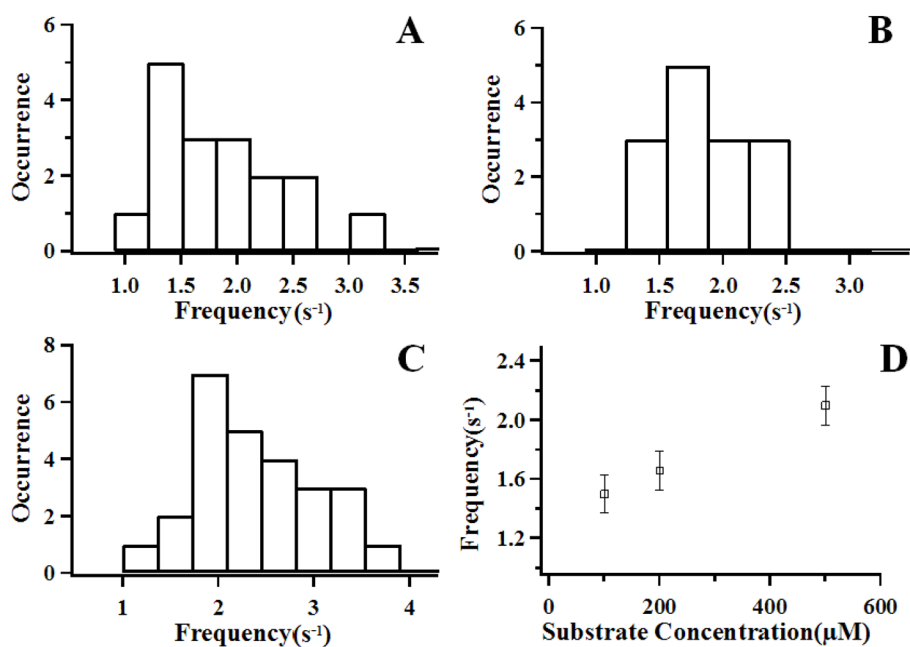 A
6
4
2
0
Occurrence
1.0 1.5 2.0 2.5 3.0 3.5
Frequency(s⁻¹)
B
6
4
2
0
Occurrence
1.0 1.5 2.0 2.5 3.0
Frequency(s⁻¹)
C
8
6
4
2
0
Occurrence
1 2 3 4
Frequency(s⁻¹)
D
2.4
2.0
1.6
1.2
Frequency(s⁻¹)
0 200 400 600
Substrate Concentration(μM)